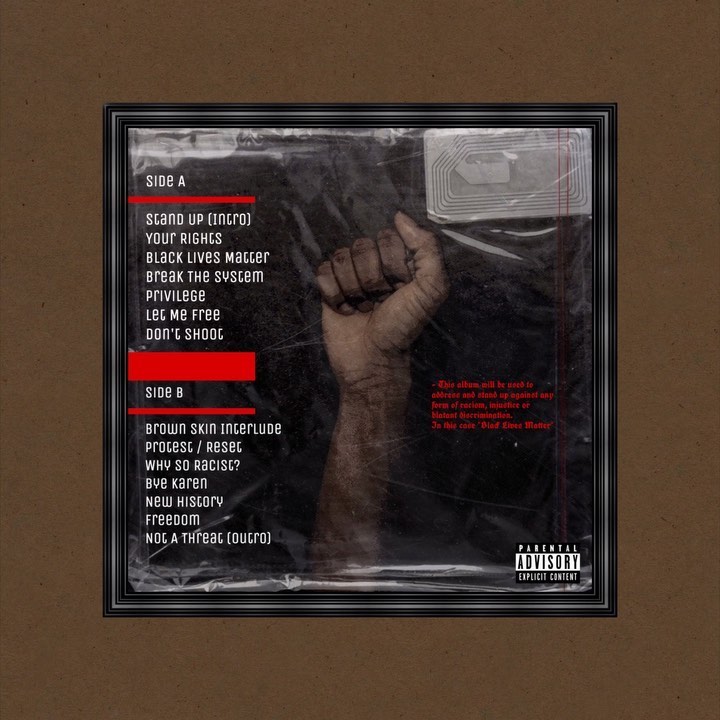 SIDE A
Stand Up (Intro)
Your Rights
Black Lives Matter
Break The System
Privilege
Let Me Free
Don't Shoot
SIDE B
Brown Skin Interlude
Protest / Reset
Why So Racist?
Bye Karen
New History
Freedom
Not A Threat (Outro)
- This album will be used to
address and stand up against any
form of racism, injustice or
blatant discrimination.
In this case "Black Lives Matter"
PARENTAL
ADVISORY
EXPLICIT CONTENT